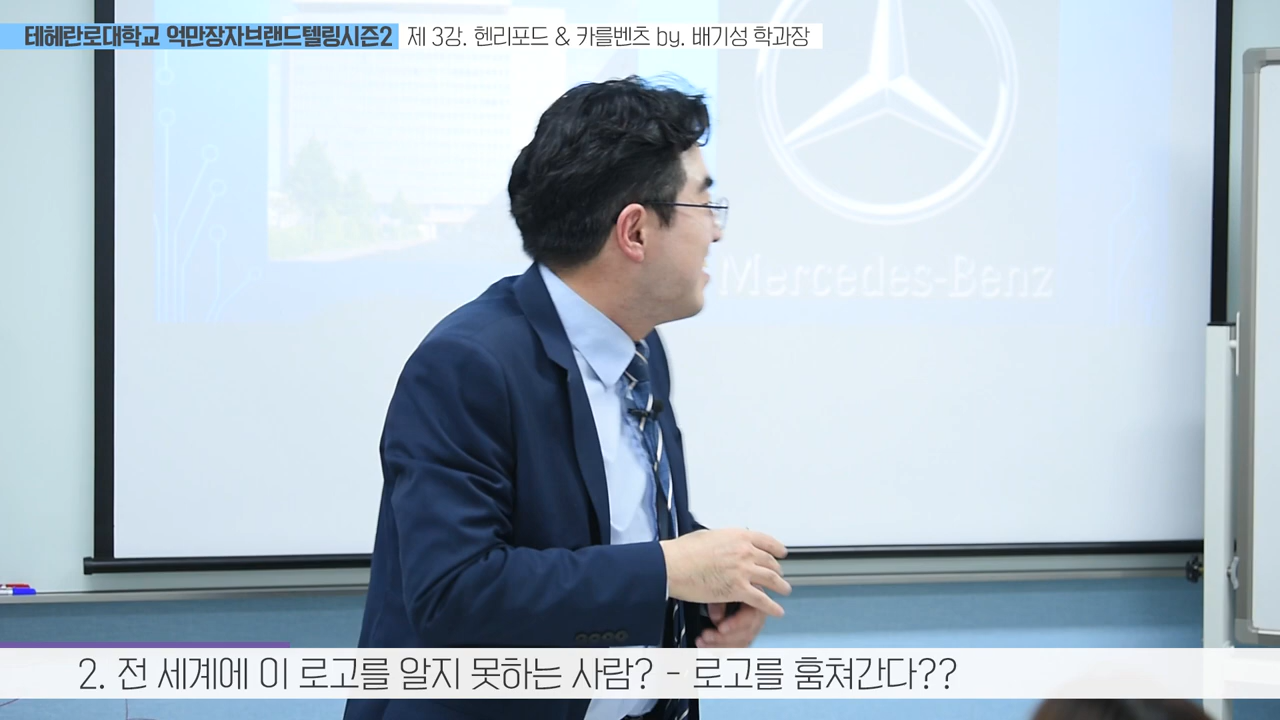 테헤란로대학교 억만장자브랜드텔링시즌2 제 3강. 헨리포드 & 카를벤츠 by. 배기성 학과장
Mercedes-Benz
2. 전 세계에 이 로고를 알지 못하는 사람? - 로고를 훔쳐간다??